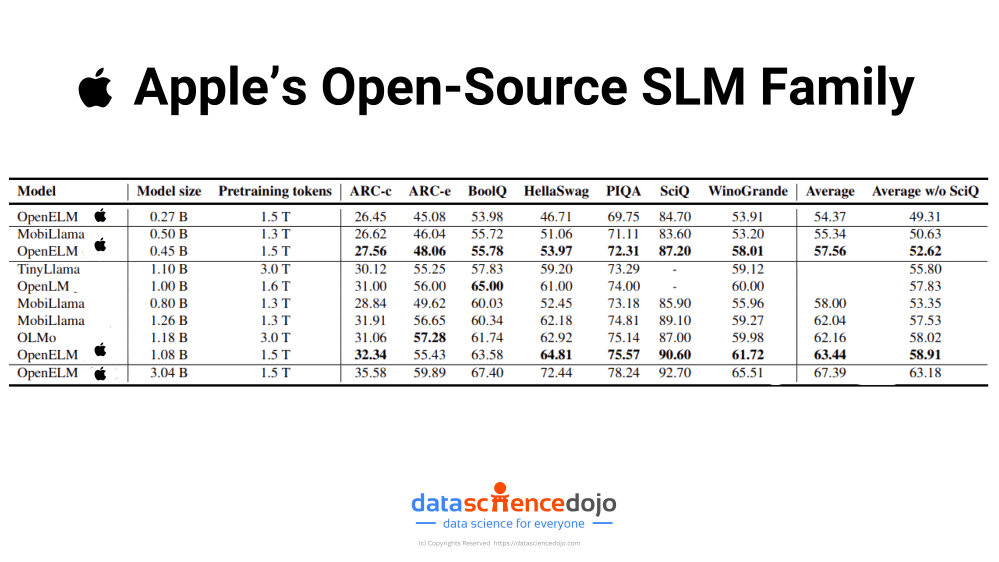 Apple’s Open-Source SLM Family
Model Model size Pretraining tokens ARC-c ARC-e BoolQ HellaSwag PIQA SciQ WinoGrande Average Average w/o SciQ
OpenELM 0.27 B 1.5 T 26.45 45.08 53.98 46.71 69.75 84.70 53.91 54.37 49.31
MobiLlama 0.50 B 1.3 T 26.62 46.04 55.72 51.06 71.11 83.60 53.20 55.34 50.63
OpenELM 0.45 B 1.5 T 27.56 48.06 55.78 53.97 72.31 87.20 58.01 57.56 52.62
TinyLlama 1.10 B 3.0 T 30.12 55.25 57.83 59.20 73.29 - 59.12 55.80
OpenLM 1.00 B 1.6 T 31.00 56.00 65.00 61.00 74.00 - 60.00 57.83
MobiLlama 0.80 B 1.3 T 28.84 49.62 60.03 52.45 73.18 85.90 55.96 58.00 53.35
MobiLlama 1.26 B 1.3 T 31.91 56.65 60.34 62.18 74.81 89.10 59.27 62.04 57.53
OLMo 1.18 B 3.0 T 31.06 57.28 61.74 62.92 75.14 87.00 59.98 62.16 58.02
OpenELM 1.08 B 1.5 T 32.34 55.43 63.58 64.81 75.57 90.60 61.72 63.44 58.91
OpenELM 3.04 B 1.5 T 35.58 59.89 67.40 72.44 78.24 92.70 65.51 67.39 63.18
datasciencedojo
data science for everyone
(c) Copyrights Reserved https://datasciencedojo.com